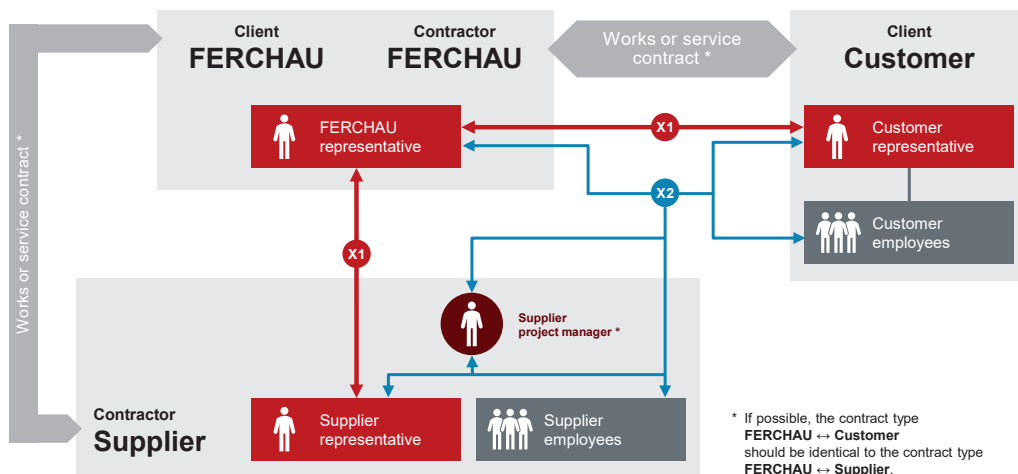 Client
FERCHAU
Contractor
FERCHAU
Works or service
contract *
Client
Customer
Works or service contract *
FERCHAU
representative
X1
Customer
representative
X2
Customer
employees
X1
Supplier
project manager *
Contractor
Supplier
Supplier
representative
Supplier
employees
* If possible, the contract type
FERCHAU ↔ Customer
should be identical to the contract type
FERCHAU ↔ Supplier.